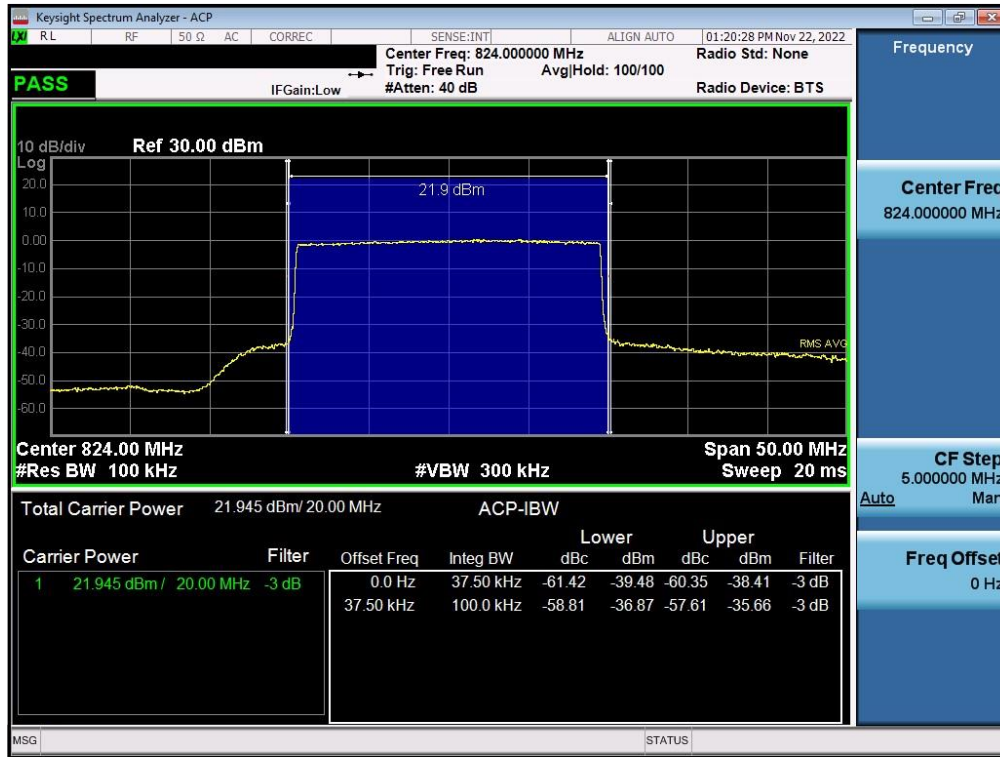 Keysight Spectrum Analyzer - ACP
LXI RL RF 50 Ω AC CORREC SENSE:INT ALIGN AUTO 01:20:28 PM Nov 22, 2022
Center Freq: 824.000000 MHz Radio Std: None
Trig: Free Run Avg|Hold: 100/100
PASS IFGain:Low #Atten: 40 dB Radio Device: BTS
10 dB/div Ref 30.00 dBm
Log
20.0
10.0
0.00
-10.0
-20.0
-30.0
-40.0
-50.0
-60.0
21.9 dBm
RMS AVG
Center 824.00 MHz Span 50.00 MHz
#Res BW 100 kHz #VBW 300 kHz Sweep 20 ms
Total Carrier Power 21.945 dBm/ 20.00 MHz ACP-IBW
Lower Upper
Carrier Power Filter Offset Freq Integ BW dBc dBm dBc dBm Filter
1 21.945 dBm / 20.00 MHz -3 dB 0.0 Hz 37.50 kHz -61.42 -39.48 -60.35 -38.41 -3 dB
37.50 kHz 100.0 kHz -58.81 -36.87 -57.61 -35.66 -3 dB
MSG STATUS
Frequency
Center Freq
824.000000 MHz
CF Step
5.000000 MHz
Auto Man
Freq Offset
0 Hz